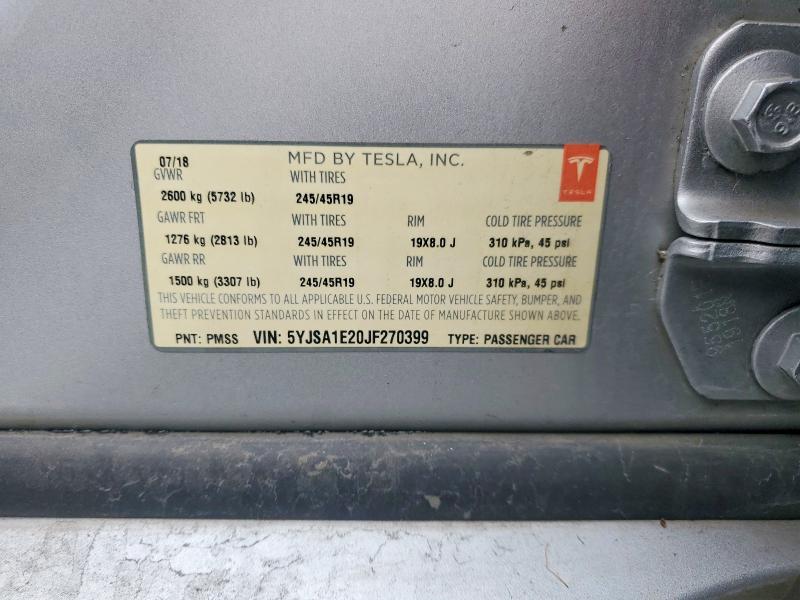 07/18 MFD BY TESLA, INC.
GVWR WITH TIRES
2600 kg (5732 lb) 245/45R19
TESLA
GAWR FRT WITH TIRES RIM COLD TIRE PRESSURE
1276 kg (2813 lb) 245/45R19 19X8.0 J 310 kPa, 45 psi
GAWR RR WITH TIRES RIM COLD TIRE PRESSURE
1500 kg (3307 lb) 245/45R19 19X8.0 J 310 kPa, 45 psi
THIS VEHICLE CONFORMS TO ALL APPLICABLE U.S. FEDERAL MOTOR VEHICLE SAFETY, BUMPER, AND
THEFT PREVENTION STANDARDS IN EFFECT ON THE DATE OF MANUFACTURE SHOWN ABOVE.
PNT: PMSS VIN: 5YJSA1E20JF270399 TYPE: PASSENGER CAR